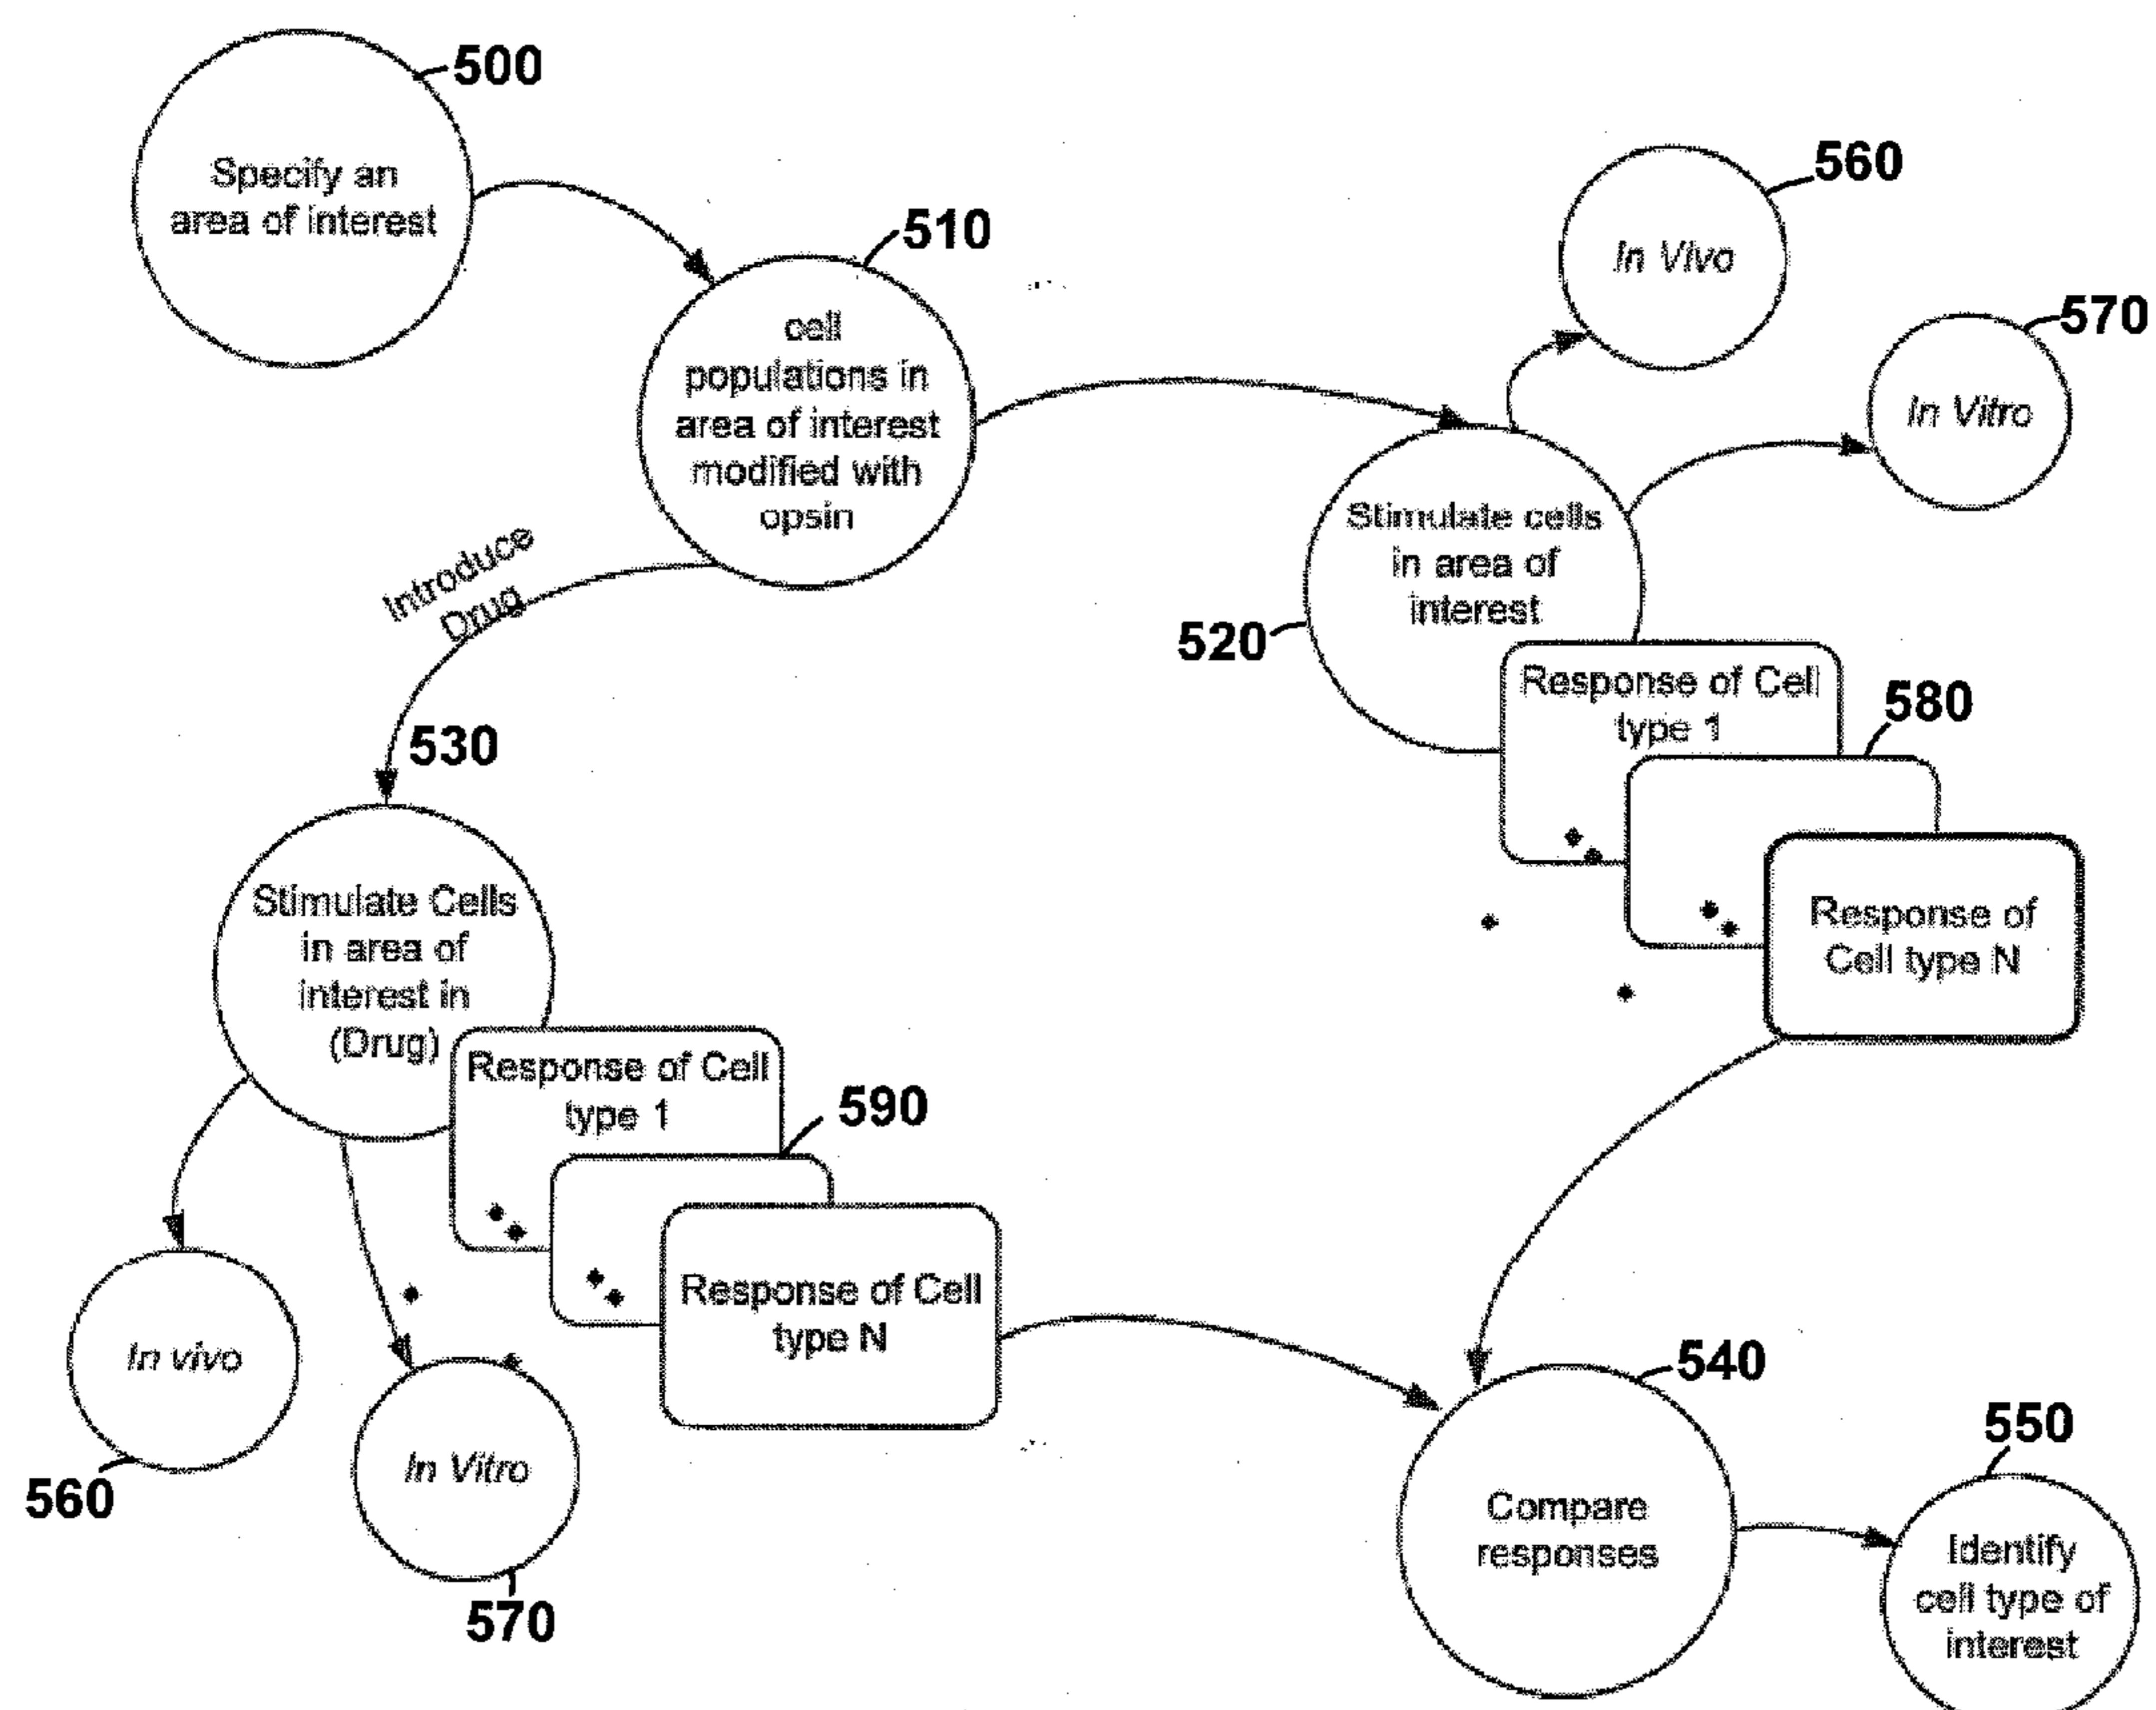 500
Specify an
area of interest
510
cell
populations in
area of interest
modified with
opsin
560
In Vivo
570
In Vitro
Stimulate cells
in area of
interest
520
Response of Cell
type 1
580
Response of
Cell type N
Introduce
Drug
530
Stimulate Cells
in area of
interest in
(Drug)
Response of Cell
type 1
590
Response of Cell
type N
In vivo
560
In Vitro
570
540
Compare
responses
550
Identify
cell type of
interest